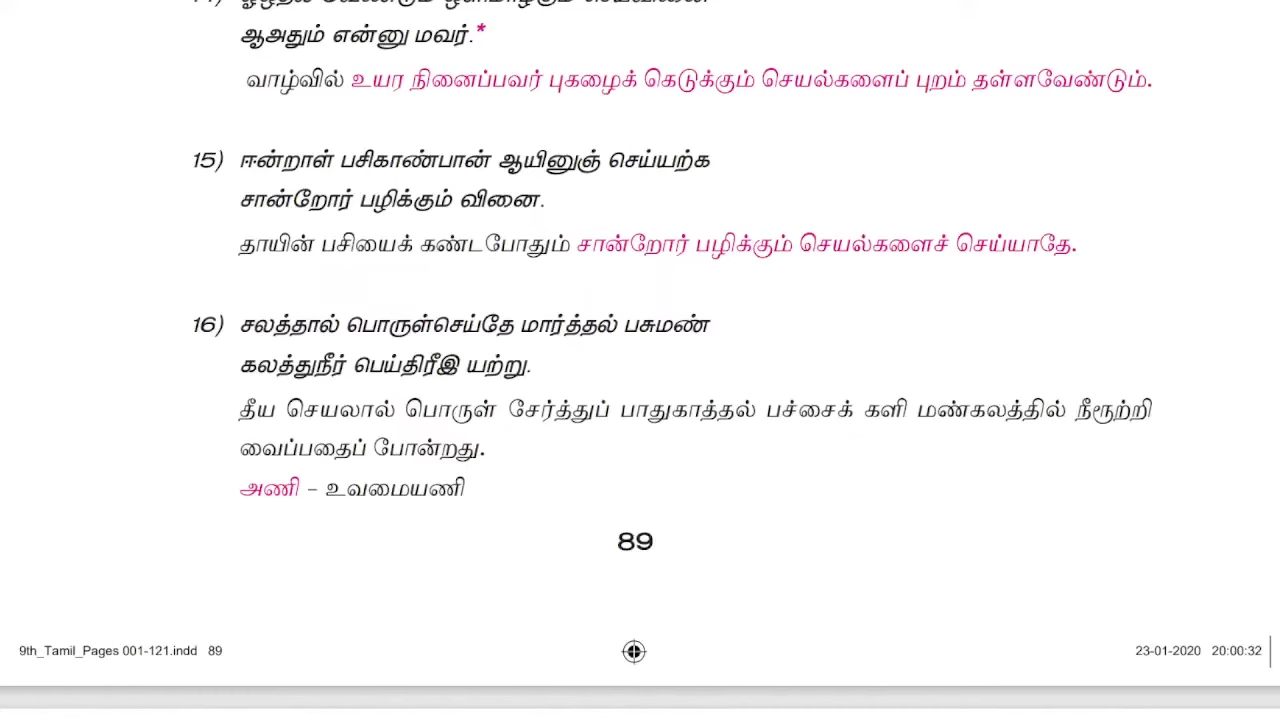 ஆஅதும் என்னு மவர்.*
வாழ்வில் உயர நினைப்பவர் புகழைக் கெடுக்கும் செயல்களைப் புறம் தள்ளவேண்டும்.
15) ஈன்றாள் பசிகாண்பான் ஆயினுஞ் செய்யற்க
சான்றோர் பழிக்கும் வினை.
தாயின் பசியைக் கண்டபோதும் சான்றோர் பழிக்கும் செயல்களைச் செய்யாதே.
16) சலத்தால் பொருள்செய்தே மார்த்தல் பசுமண்
கலத்துநீர் பெய்திரீஇ யற்று.
தீய செயலால் பொருள் சேர்த்துப் பாதுகாத்தல் பச்சைக் களி மண்கலத்தில் நீரூற்றி
வைப்பதைப் போன்றது.
அணி – உவமையணி
89
9th_Tamil_Pages 001-121.indd 89 23-01-2020 20:00:32